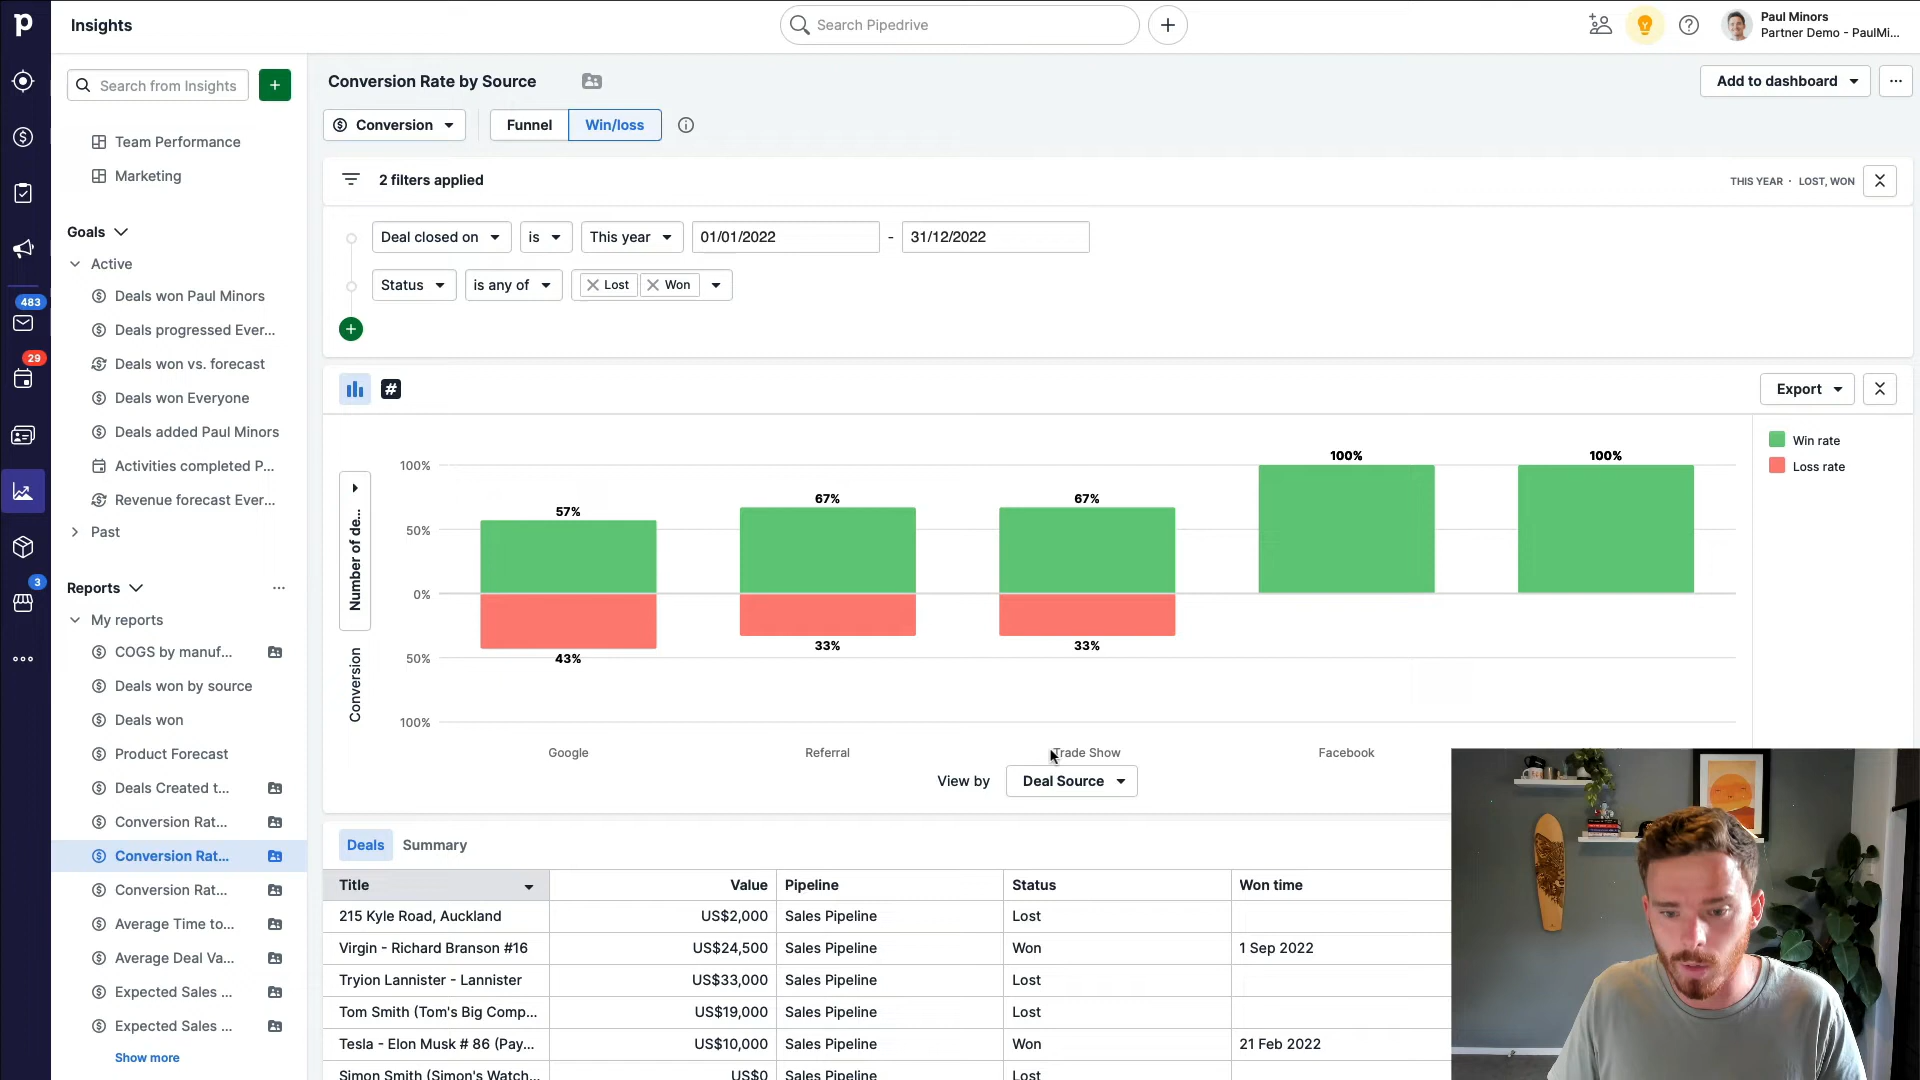 p
Insights
Search Pipedrive
Paul Minors
Partner Demo - PaulMi...
Search from Insights
Team Performance
Marketing
Goals
Active
Deals won Paul Minors
Deals progressed Ever...
Deals won vs. forecast
Deals won Everyone
Deals added Paul Minors
Activities completed P...
Revenue forecast Ever...
Past
Reports
...
My reports
COGS by manuf...
Deals won by source
Deals won
Product Forecast
Deals Created t...
Conversion Rat...
Conversion Rat...
Conversion Rat...
Average Time to...
Average Deal Va...
Expected Sales ...
Expected Sales ...
Show more
483
29
3
Conversion Rate by Source
Add to dashboard
...
Conversion
Funnel
Win/loss
2 filters applied
THIS YEAR · LOST, WON
Deal closed on is This year 01/01/2022 - 31/12/2022
Status is any of Lost Won
#
Export
Win rate
Loss rate
Number of de...
Conversion
100%
50%
0%
50%
100%
57%
67%
67%
100%
100%
43%
33%
33%
Google
Referral
Trade Show
Facebook
View by Deal Source
Deals Summary
Title Value Pipeline Status Won time
215 Kyle Road, Auckland US$2,000 Sales Pipeline Lost
Virgin - Richard Branson #16 US$24,500 Sales Pipeline Won 1 Sep 2022
Tryion Lannister - Lannister US$33,000 Sales Pipeline Lost
Tom Smith (Tom's Big Comp... US$19,000 Sales Pipeline Lost
Tesla - Elon Musk # 86 (Pay... US$10,000 Sales Pipeline Won 21 Feb 2022
Simon Smith (Simon's Watch... US$0 Sales Pipeline Lost